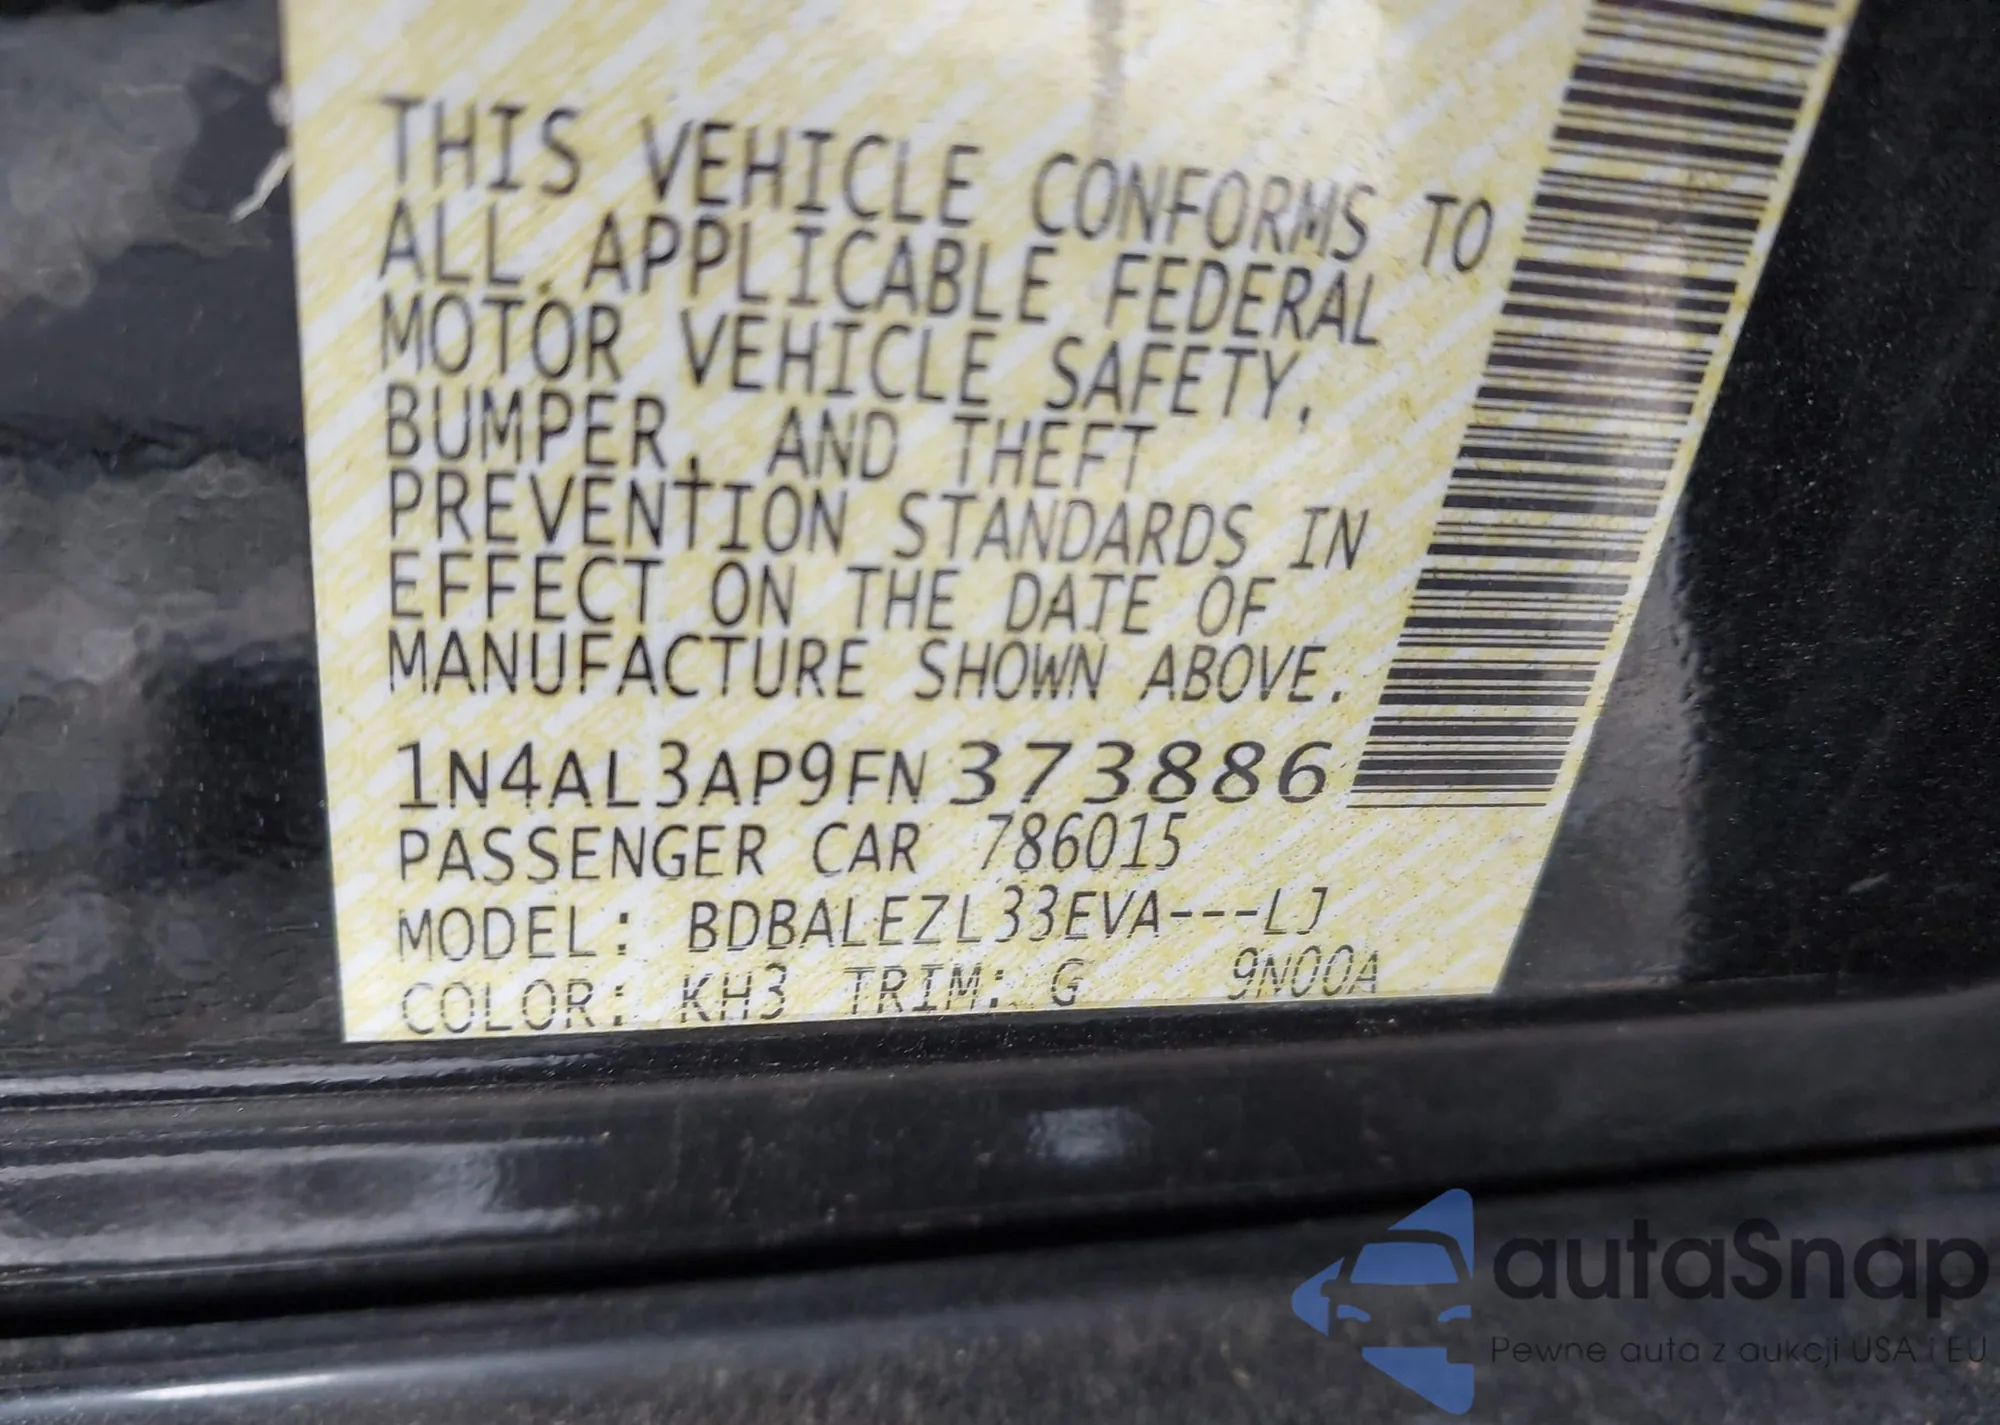 THIS VEHICLE CONFORMS TO
ALL APPLICABLE FEDERAL
MOTOR VEHICLE SAFETY,
BUMPER, AND THEFT
PREVENTION STANDARDS IN
EFFECT ON THE DATE OF
MANUFACTURE SHOWN ABOVE.
1N4AL3AP9FN373886
PASSENGER CAR 786015
MODEL: BDBALEZL33EVA---LJ
COLOR: KH3 TRIM: G 9N00A
autaSnap
Pewne auta z aukcji USA i EU